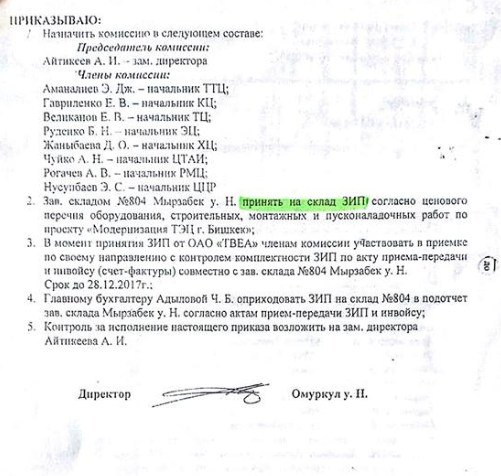 ПРИКАЗЫВАЮ:
1. Назначить комиссию в следующем составе:
Председатель комиссии:
Айтикеев А. И. – зам. директора
Члены комиссии:
Аманалиев Э. Дж. – начальник ТТЦ;
Гавриленко Е. В. – начальник КЦ;
Великанов Е. В. – начальник ТЦ;
Руденко Б. Н. – начальник ЭЦ;
Жаныбаева Д. О. – начальник ХЦ;
Чуйко А. Н. – начальник ЦТАИ;
Рогачев А. В. – начальник РМЦ;
Нусупбаев Э. С. – начальник ЦЦР
2. Зав. складом №804 Мырзабек у. Н. принять на склад ЗИП согласно ценового
перечня оборудования, строительных, монтажных и пусконаладочных работ по
проекту «Модернизация ТЭЦ г. Бишкек»;
3. В момент принятия ЗИП от ОАО «ТВЕА» членам комиссии участвовать в приемке
по своему направлению с контролем комплектности ЗИП по акту приема-передачи
и инвойсу (счет-фактуры) совместно с зав. склада №804 Мырзабек у. Н.
Срок до 28.12.2017г.;
4. Главному бухгалтеру Адыловой Ч. Б. оприходовать ЗИП на склад №804 в подотчет
зав. склада Мырзабек у. Н. согласно актам прием-передачи ЗИП и инвойсу;
5. Контроль за исполнение настоящего приказа возложить на зам. директора
Айтикеева А. И.
Директор Омуркул у. Н.